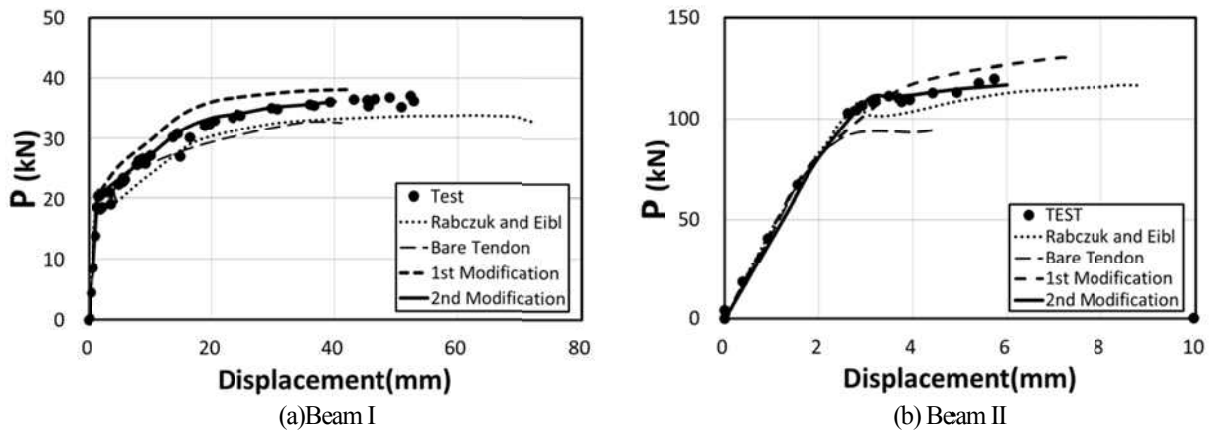 50
40
30
20
10
0
P (kN)
0 20 40 60 80
Displacement(mm)
Test
Rabczuk and Eibl
Bare Tendon
1st Modification
2nd Modification
(a)Beam I
150
100
50
0
P (kN)
0 2 4 6 8 10
Displacement(mm)
TEST
Rabczuk and Eibl
Bare Tendon
1st Modification
2nd Modification
(b) Beam II